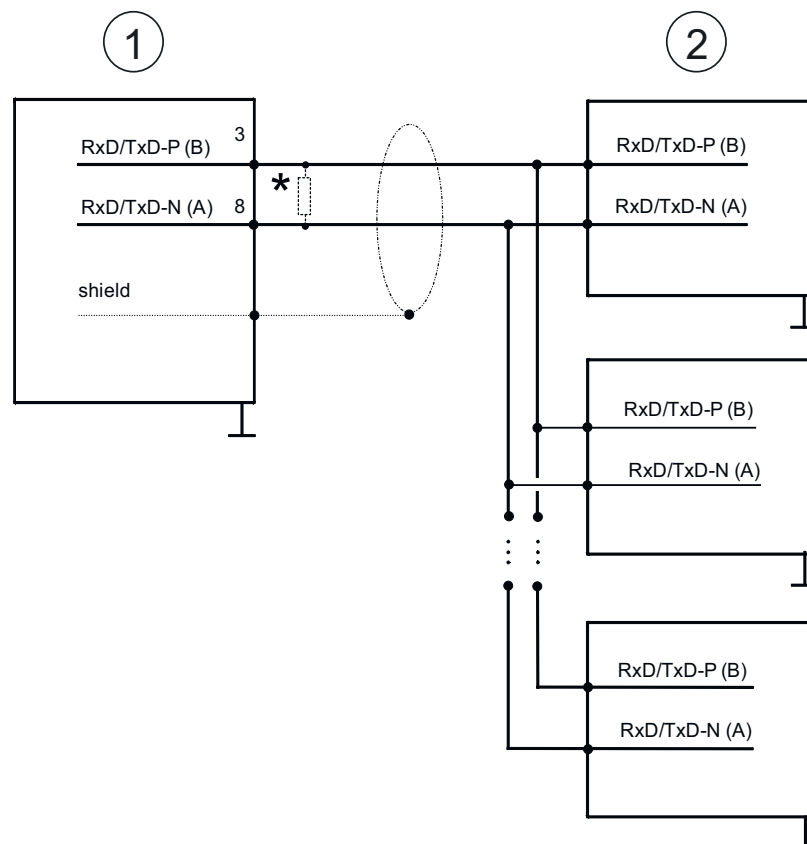 1
2
RxD/TxD-P (B)
3
RxD/TxD-N (A)
8
shield
*
RxD/TxD-P (B)
RxD/TxD-N (A)
RxD/TxD-P (B)
RxD/TxD-N (A)
RxD/TxD-P (B)
RxD/TxD-N (A)